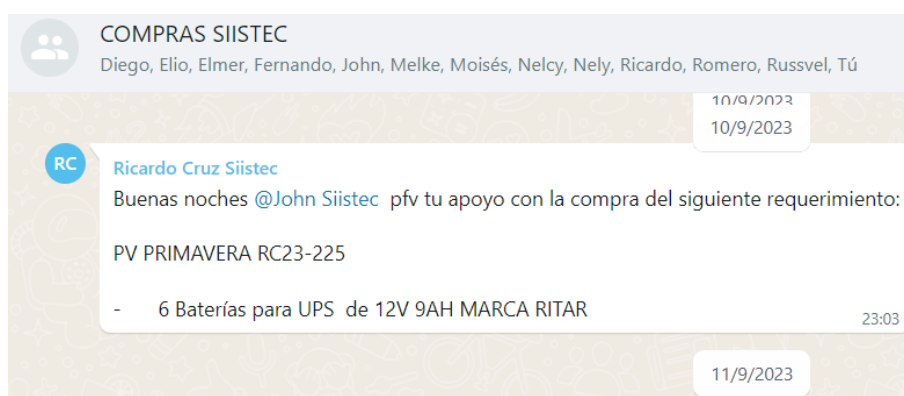 COMPRAS SIISTEC
Diego, Elio, Elmer, Fernando, John, Melke, Moisés, Nelcy, Nely, Ricardo, Romero, Russvel, Tú
10/9/2023
10/9/2023
RC
Ricardo Cruz Siistec
Buenas noches @John Siistec pfv tu apoyo con la compra del siguiente requerimiento:
PV PRIMAVERA RC23-225
- 6 Baterías para UPS de 12V 9AH MARCA RITAR
23:03
11/9/2023